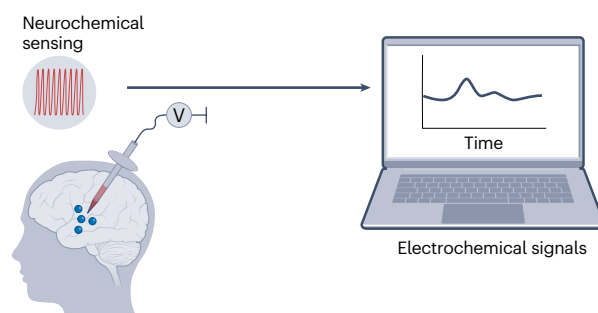 Neurochemical
sensing
V
Time
Electrochemical signals